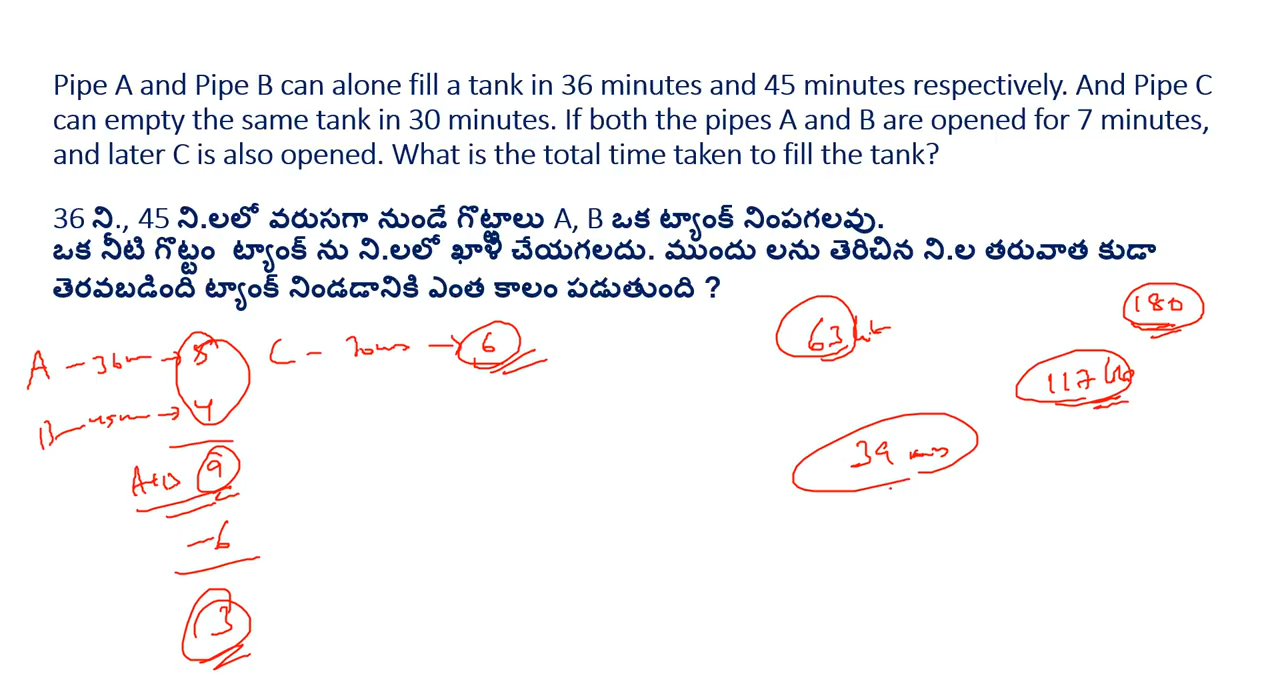 Pipe A and Pipe B can alone fill a tank in 36 minutes and 45 minutes respectively. And Pipe C
can empty the same tank in 30 minutes. If both the pipes A and B are opened for 7 minutes,
and later C is also opened. What is the total time taken to fill the tank?
36 ని., 45 ని.లలో వరుసగా నుండే గొట్టాలు A, B ఒక ట్యాంక్ నింపగలవు.
ఒక నీటి గొట్టం ట్యాంక్ ను ని.లలో ఖాళీ చేయగలదు. ముందు లను తెరిచిన ని.ల తరువాత కుడా
తెరవబడింది ట్యాంక్ నిండడానికి ఎంత కాలం పడుతుంది ?
180
63
A - 36m → 5
C - 30m → 6
117
B - 45m → 4
39
A+B 9
-6
3